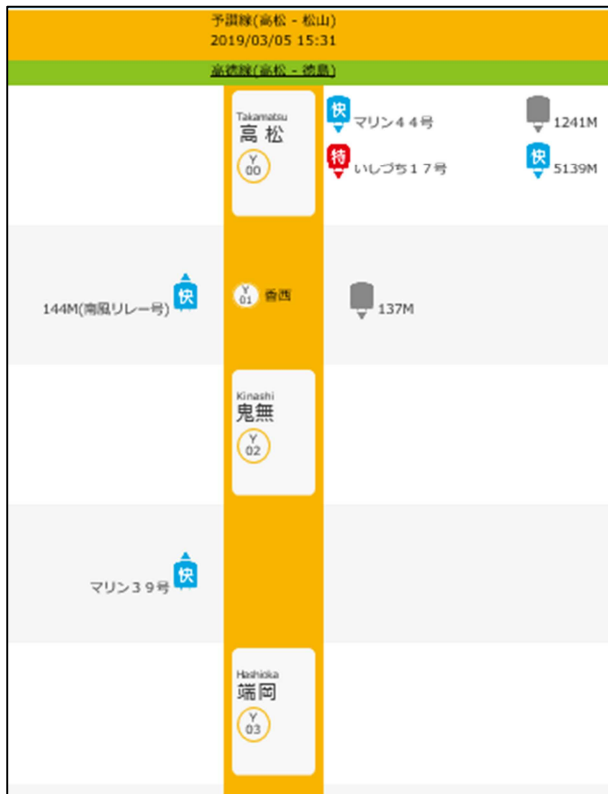 予讃線(高松 - 松山)
2019/03/05 15:31
高徳線(高松 - 徳島)
Takamatsu
高松
Y
00
快 マリン44号
1241M
特 いしづち17号
快 5139M
144M(南風リレー号) 快
Y
01
香西
137M
Kinashi
鬼無
Y
02
マリン39号 快
Hashioka
端岡
Y
03